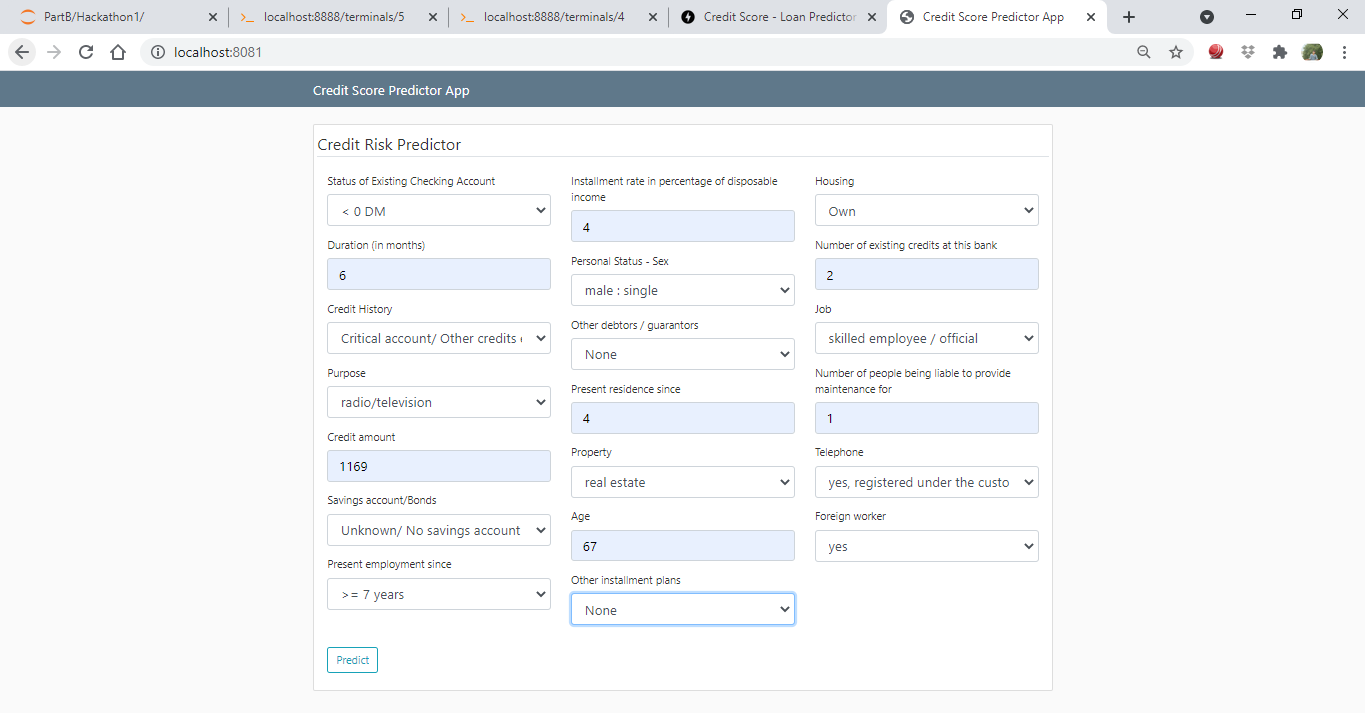 PartB/Hackathon1/
localhost:8888/terminals/5
localhost:8888/terminals/4
Credit Score - Loan Predictor
Credit Score Predictor App
localhost:8081
Credit Score Predictor App
Credit Risk Predictor
Status of Existing Checking Account
< 0 DM
Duration (in months)
6
Credit History
Critical account/ Other credits
Purpose
radio/television
Credit amount
1169
Savings account/Bonds
Unknown/ No savings account
Present employment since
>= 7 years
Installment rate in percentage of disposable
income
4
Personal Status - Sex
male : single
Other debtors / guarantors
None
Present residence since
4
Property
real estate
Age
67
Other installment plans
None
Housing
Own
Number of existing credits at this bank
2
Job
skilled employee / official
Number of people being liable to provide
maintenance for
1
Telephone
yes, registered under the custo
Foreign worker
yes
Predict